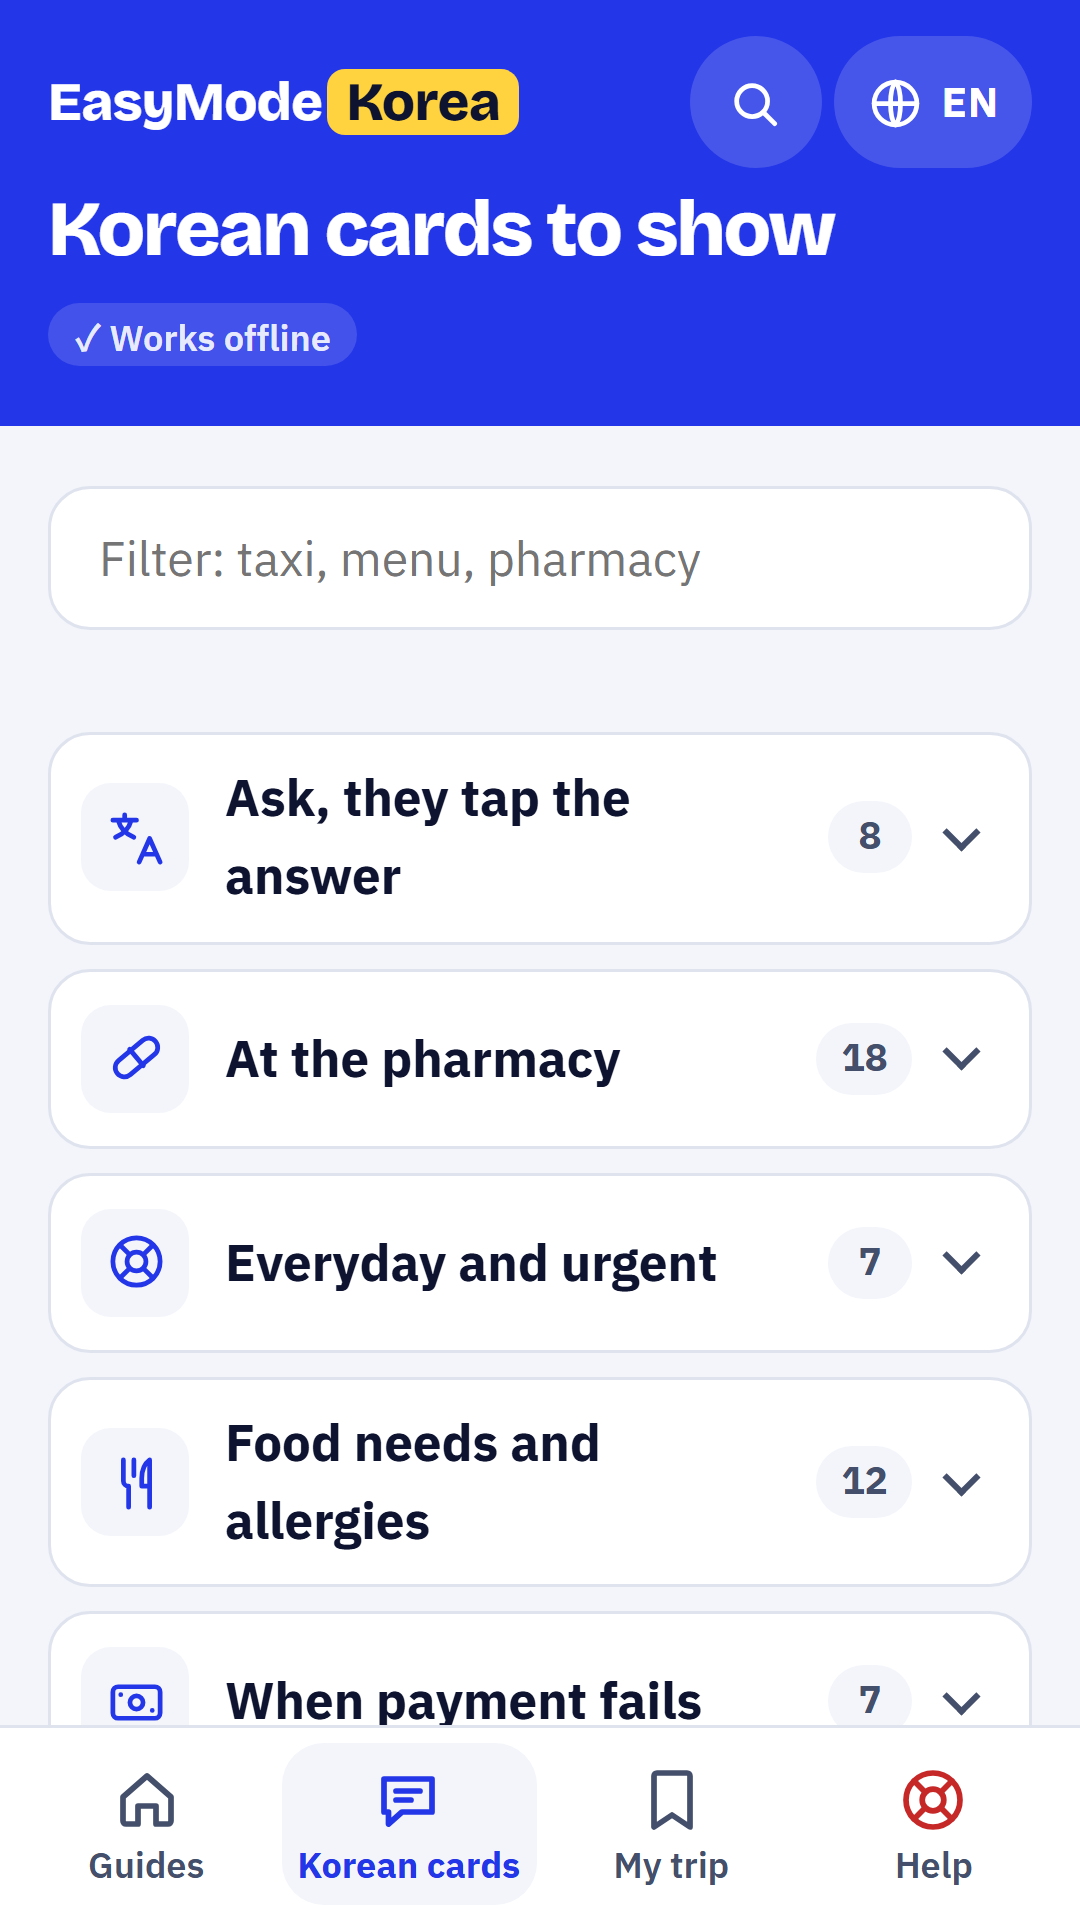 EasyMode Korea
EN
Korean cards to show
✓ Works offline
Filter: taxi, menu, pharmacy
Ask, they tap the
answer
8
At the pharmacy
18
Everyday and urgent
7
Food needs and
allergies
12
When payment fails
7
Guides
Korean cards
My trip
Help